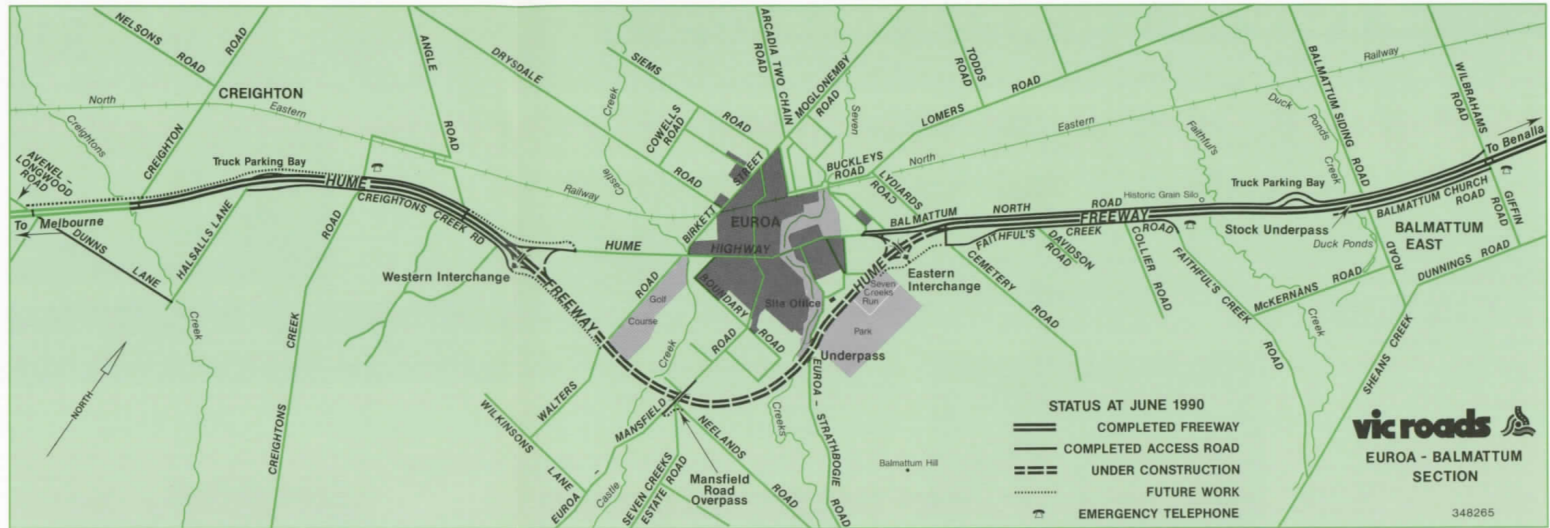 NELSONS
ROAD
ROAD
CREIGHTON
CREIGHTON
ANGLE
ROAD
DRYSDALE
ROAD
SIEMS
ROAD
COWELLS
ROAD
Creek
Castle
ARCADIA TWO CHAIN
ROAD
MOGLONEMBY
ROAD
Seven
TODDS
ROAD
LOMERS
ROAD
BUCKLEYS
ROAD
LYDIARDS
ROAD
North
Eastern
Railway
North
Eastern
Railway
Duck
Ponds
Creek
Faithful's
BALMATTUM SIDING
ROAD
WILBRAHAMS
ROAD
To Benalla
Creightons
Creek
AVENEL -
LONGWOOD
ROAD
To Melbourne
DUNNS
LANE
HALSALLS LANE
Truck Parking Bay
HUME
FREEWAY
CREIGHTONS
CREEK RD
ROAD
CREEK
CREIGHTONS
Western Interchange
HUME
HIGHWAY
BIRKETT
STREET
EUROA
ROAD
WALTERS
Golf
Course
BOUNDARY
ROAD
Site Office
HUME
Seven
Creeks
Run
Park
Underpass
Eastern
Interchange
BALMATTUM
NORTH
ROAD
FREEWAY
FAITHFUL'S
CREEK
ROAD
DAVIDSON
ROAD
CEMETERY
ROAD
COLLIER
ROAD
FAITHFUL'S CREEK
ROAD
Historic Grain Silo
Truck Parking Bay
Stock Underpass
Duck Ponds
Creek
BALMATTUM CHURCH
ROAD
GIFFIN
ROAD
BALMATTUM
EAST
ROAD
McKERNANS
ROAD
DUNNINGS
ROAD
SHEANS
CREEK
NORTH
WILKINSONS
LANE
EUROA
MANSFIELD
ROAD
Creek
Castle
NEELANDS
ROAD
SEVEN CREEKS
ESTATE ROAD
Mansfield
Road
Overpass
Creeks
EUROA - STRATHBOGIE ROAD
Balmattum Hill
STATUS AT JUNE 1990
COMPLETED FREEWAY
COMPLETED ACCESS ROAD
UNDER CONSTRUCTION
FUTURE WORK
EMERGENCY TELEPHONE
vic roads
EUROA - BALMATTUM
SECTION
348265